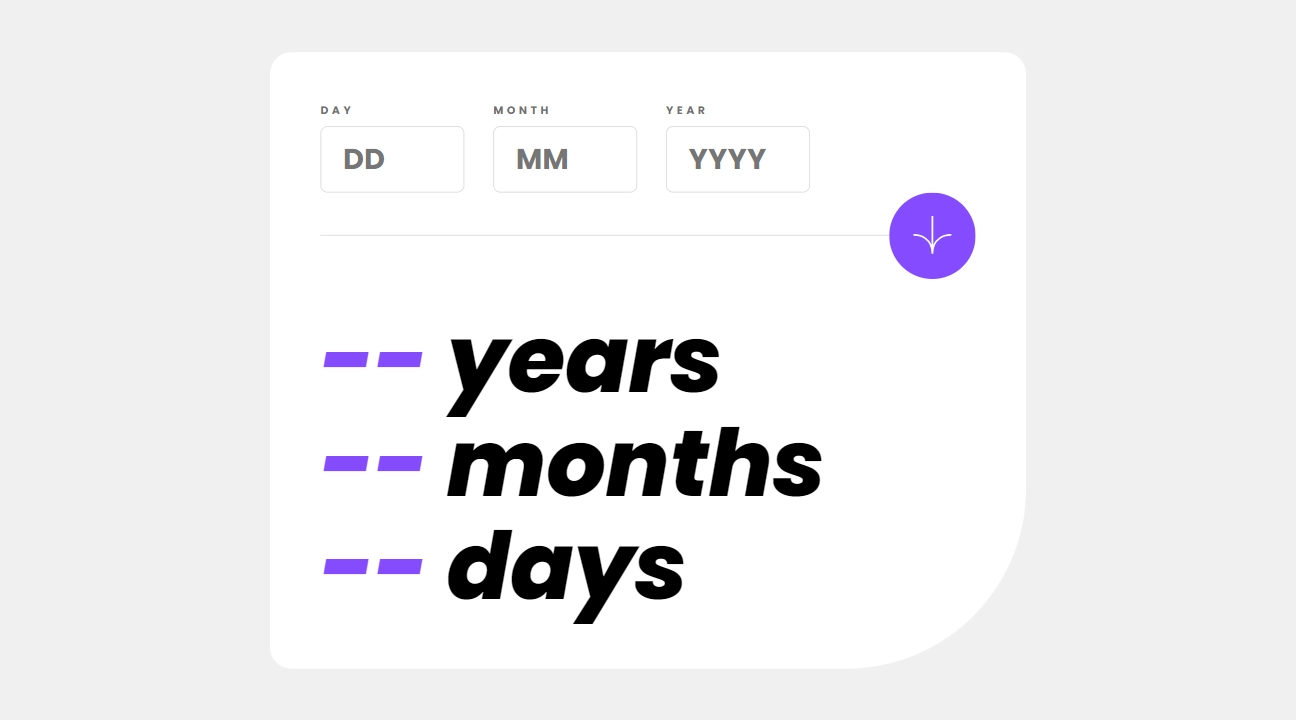 DAY MONTH YEAR
DD MM YYYY
-- years
-- months
-- days